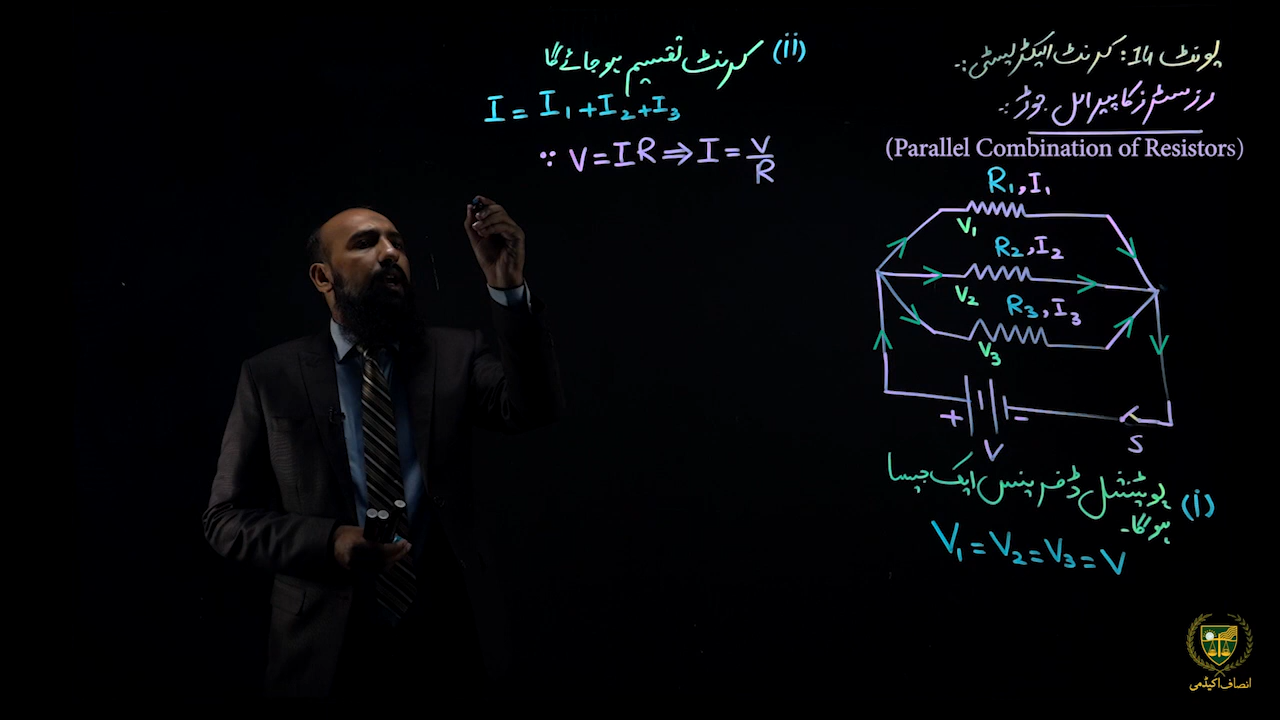 یونٹ 14: کرنٹ الیکٹریسٹی :۔
رزسٹرز کا پیرالل جوڑ :۔
(Parallel Combination of Resistors)
R₁, I₁
V₁
R₂, I₂
V₂
R₃, I₃
V₃
+ -
V
S
(i) پوٹینشل ڈفرینس ایک جیسا
ہوگا۔
V₁ = V₂ = V₃ = V
(ii) کرنٹ تقسیم ہو جائے گا
I = I₁ + I₂ + I₃
∵ V = IR ⇒ I = V/R
انصاف اکیڈمی